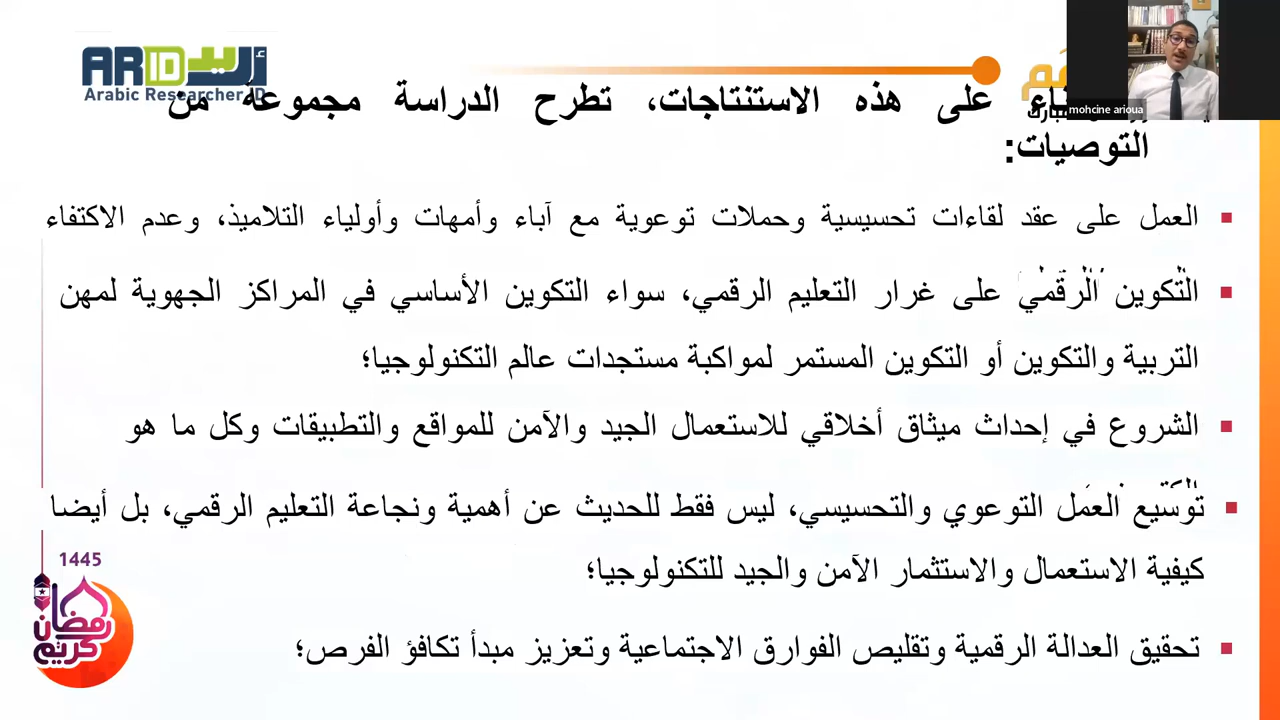 ARID أريد
Arabic Researcher ID
mohcine arioua
على هذه الاستنتاجات، تطرح الدراسة مجموعة من
التوصيات:
العمل على عقد لقاءات تحسيسية وحملات توعوية مع آباء وأمهات وأولياء التلاميذ، وعدم الاكتفاء
التكوين الرقمي على غرار التعليم الرقمي، سواء التكوين الأساسي في المراكز الجهوية لمهن
التربية والتكوين أو التكوين المستمر لمواكبة مستجدات عالم التكنولوجيا؛
الشروع في إحداث ميثاق أخلاقي للاستعمال الجيد والآمن للمواقع والتطبيقات وكل ما هو
توسيع العمل التوعوي والتحسيسي، ليس فقط للحديث عن أهمية ونجاعة التعليم الرقمي، بل أيضا
كيفية الاستعمال والاستثمار الآمن والجيد للتكنولوجيا؛
تحقيق العدالة الرقمية وتقليص الفوارق الاجتماعية وتعزيز مبدأ تكافؤ الفرص؛
1445
رمضان
كريم